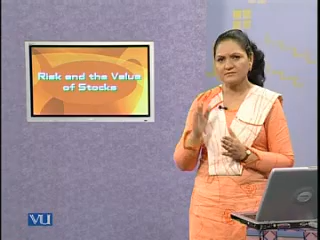 Risk and the Value
of Stocks
VU